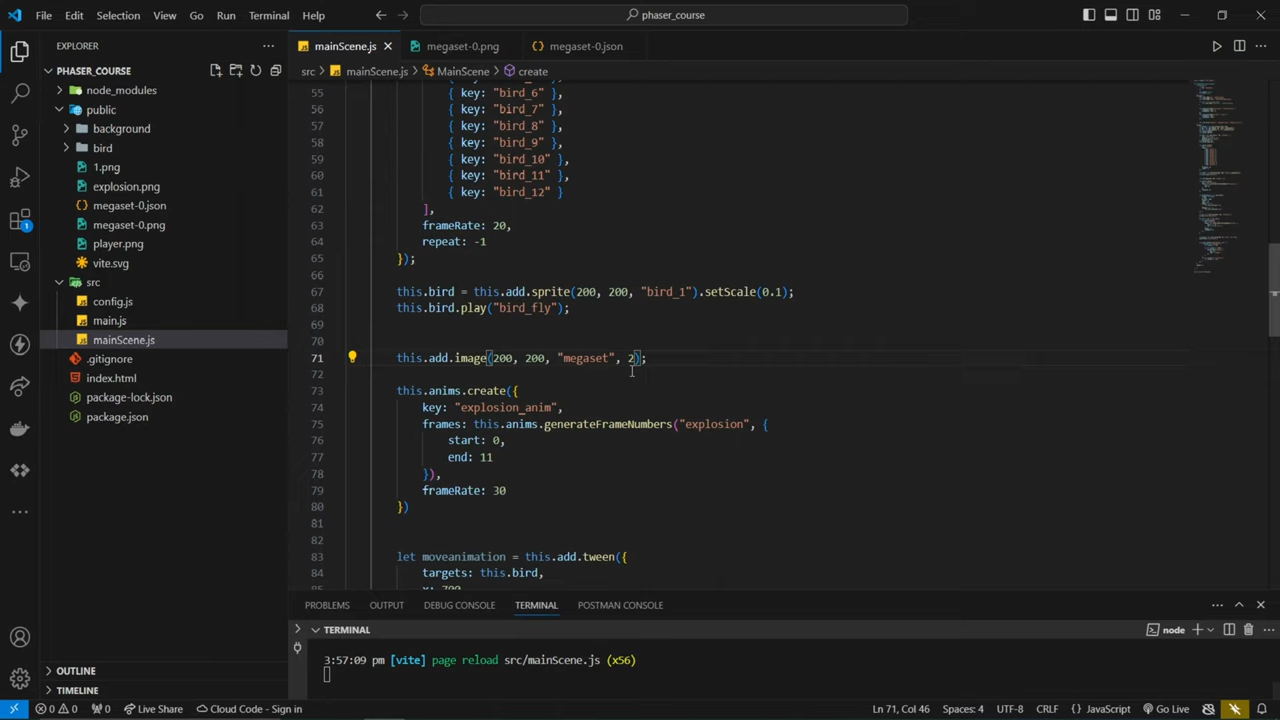 File Edit Selection View Go Run Terminal Help
phaser_course
EXPLORER
PHASER_COURSE
node_modules
public
background
bird
1.png
explosion.png
megaset-0.json
megaset-0.png
player.png
vite.svg
src
config.js
main.js
mainScene.js
.gitignore
index.html
package-lock.json
package.json
OUTLINE
TIMELINE
1
mainScene.js megaset-0.png megaset-0.json
src mainScene.js MainScene create
55
56 { key: "bird_6" },
57 { key: "bird_7" },
58 { key: "bird_8" },
59 { key: "bird_9" },
60 { key: "bird_10" },
61 { key: "bird_11" },
{ key: "bird_12" }
62 ],
63 frameRate: 20,
64 repeat: -1
65 });
66
67 this.bird = this.add.sprite(200, 200, "bird_1").setScale(0.1);
68 this.bird.play("bird_fly");
69
70
71 this.add.image(200, 200, "megaset", 2);
72
73 this.anims.create({
74 key: "explosion_anim",
75 frames: this.anims.generateFrameNumbers("explosion", {
76 start: 0,
77 end: 11
78 }),
79 frameRate: 30
80 })
81
82
83 let moveanimation = this.add.tween({
84 targets: this.bird,
85 x: 700
PROBLEMS OUTPUT DEBUG CONSOLE TERMINAL POSTMAN CONSOLE
TERMINAL
node
3:57:09 pm [vite] page reload src/mainScene.js (x56)
0 0 0 Live Share Cloud Code - Sign in Ln 71, Col 46 Spaces: 4 UTF-8 CRLF JavaScript Go Live